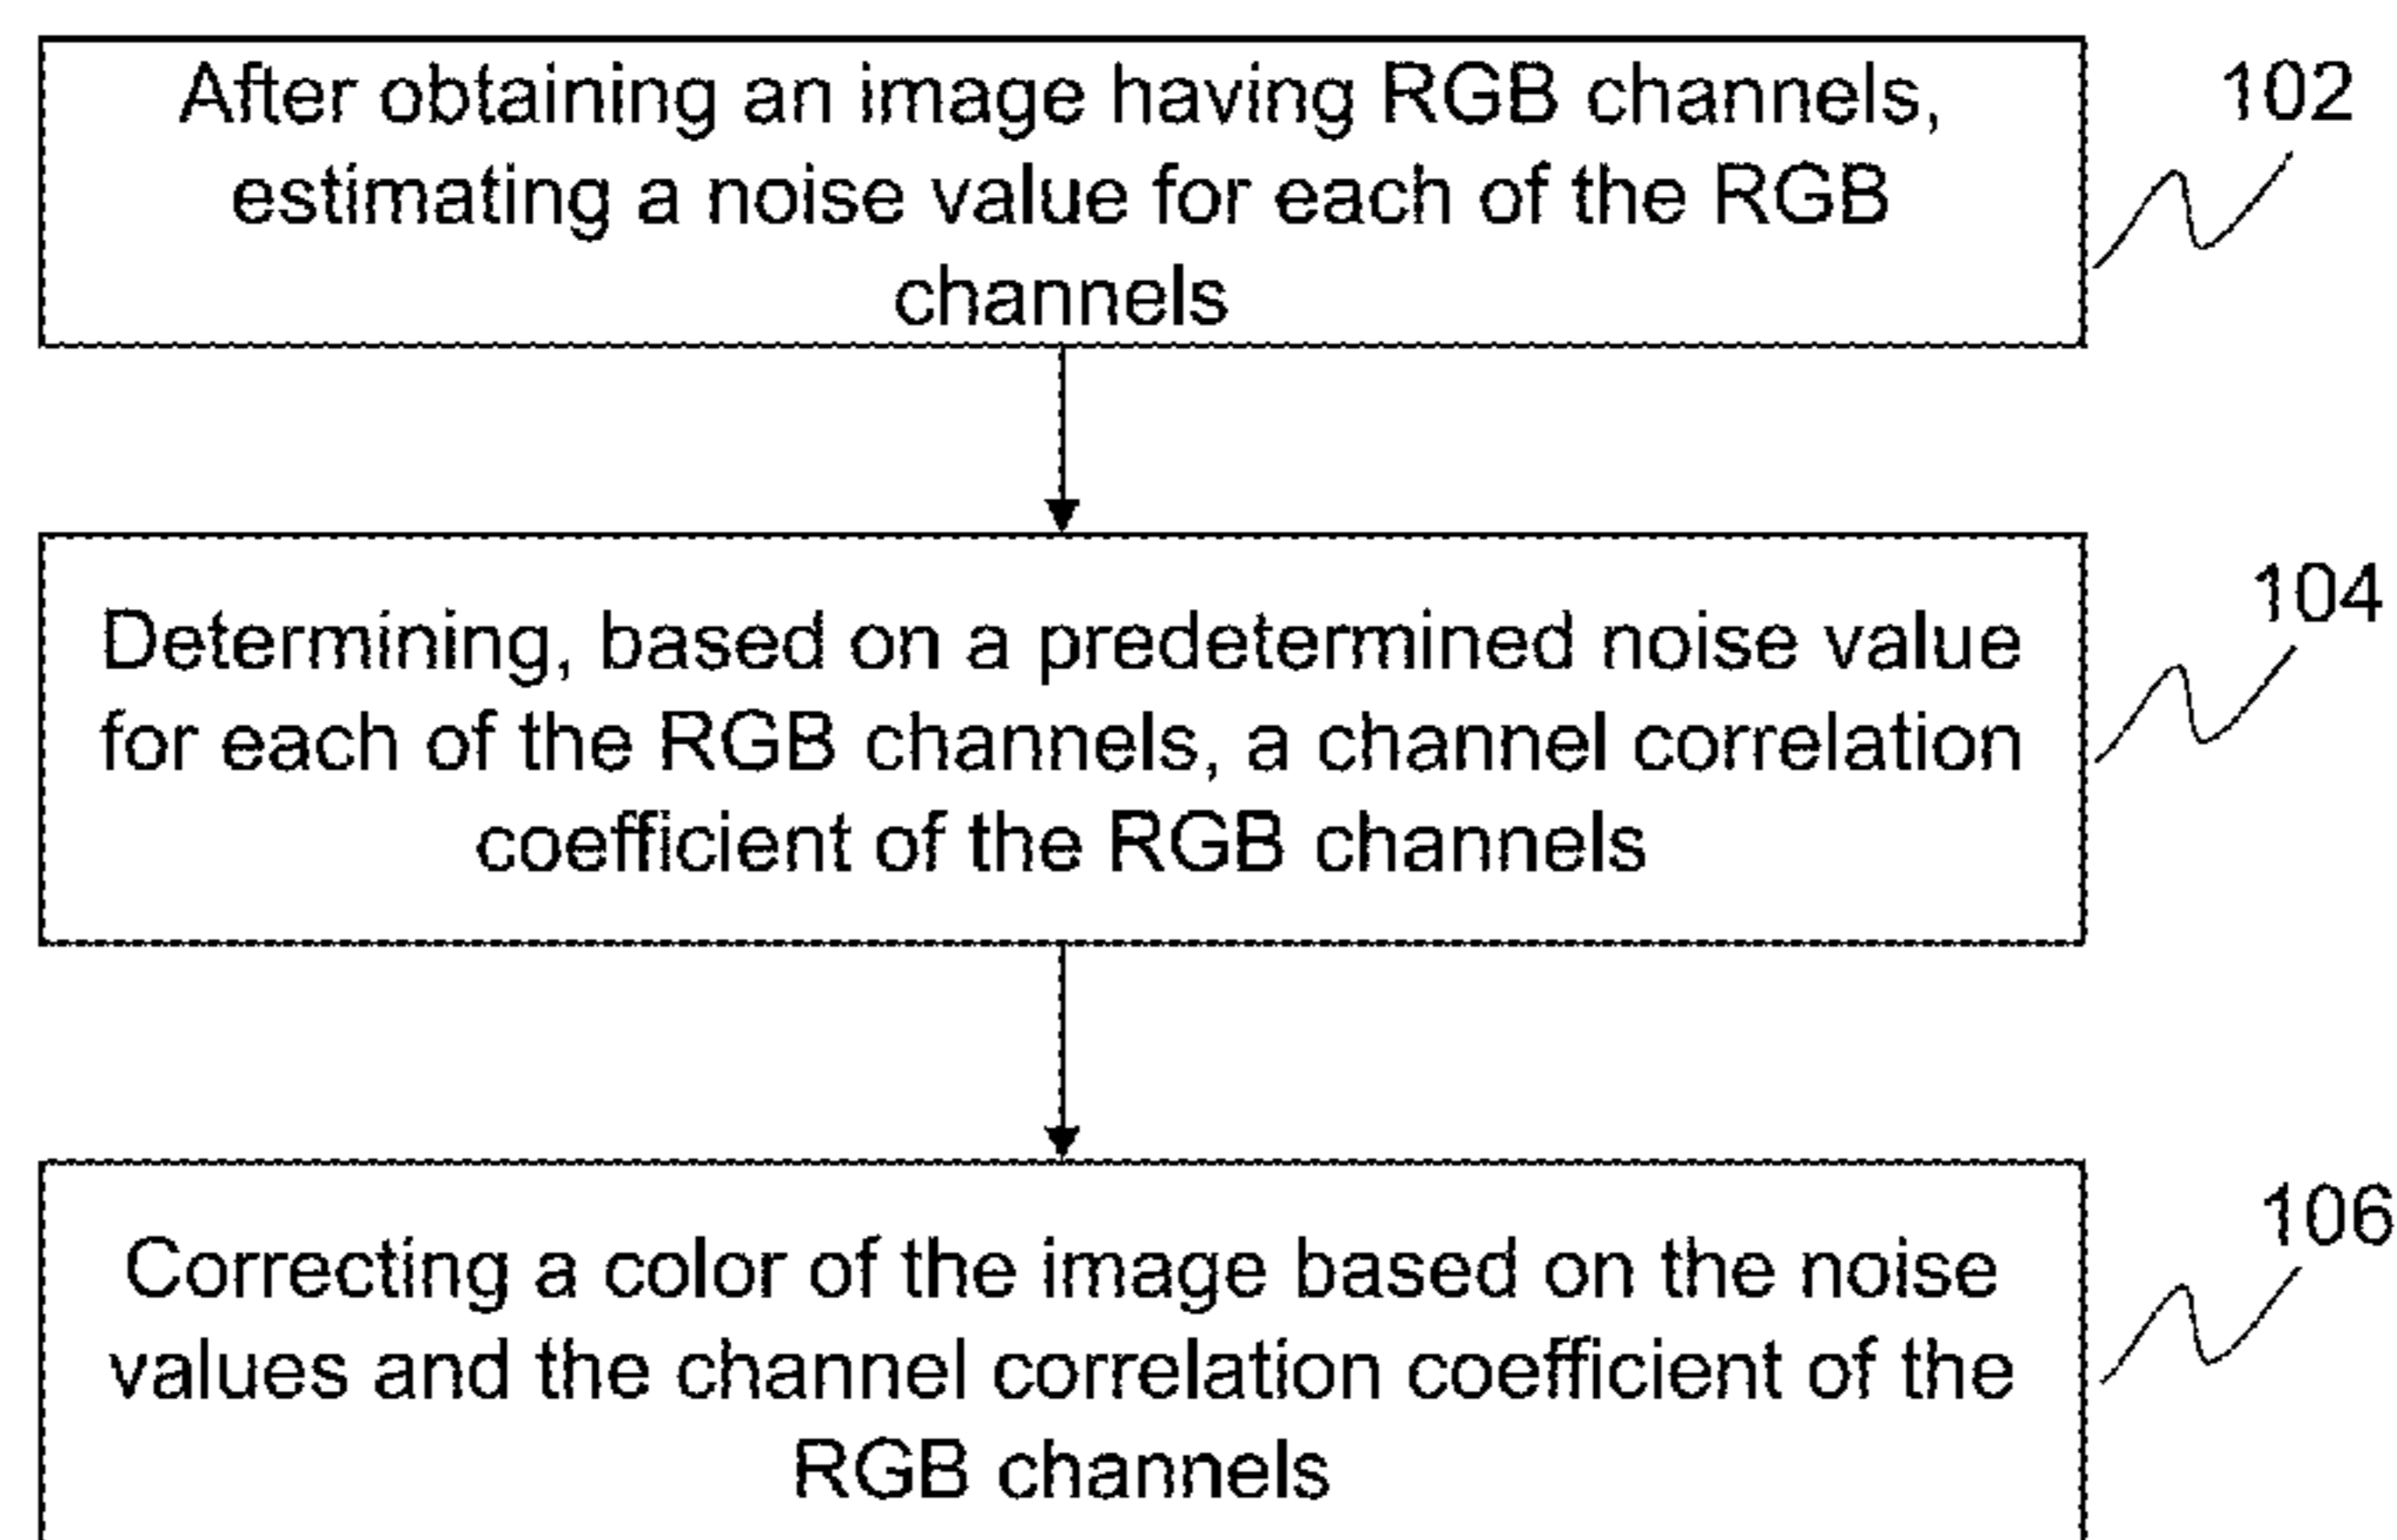 After obtaining an image having RGB channels,
estimating a noise value for each of the RGB
channels
102
Determining, based on a predetermined noise value
for each of the RGB channels, a channel correlation
coefficient of the RGB channels
104
Correcting a color of the image based on the noise
values and the channel correlation coefficient of the
RGB channels
106